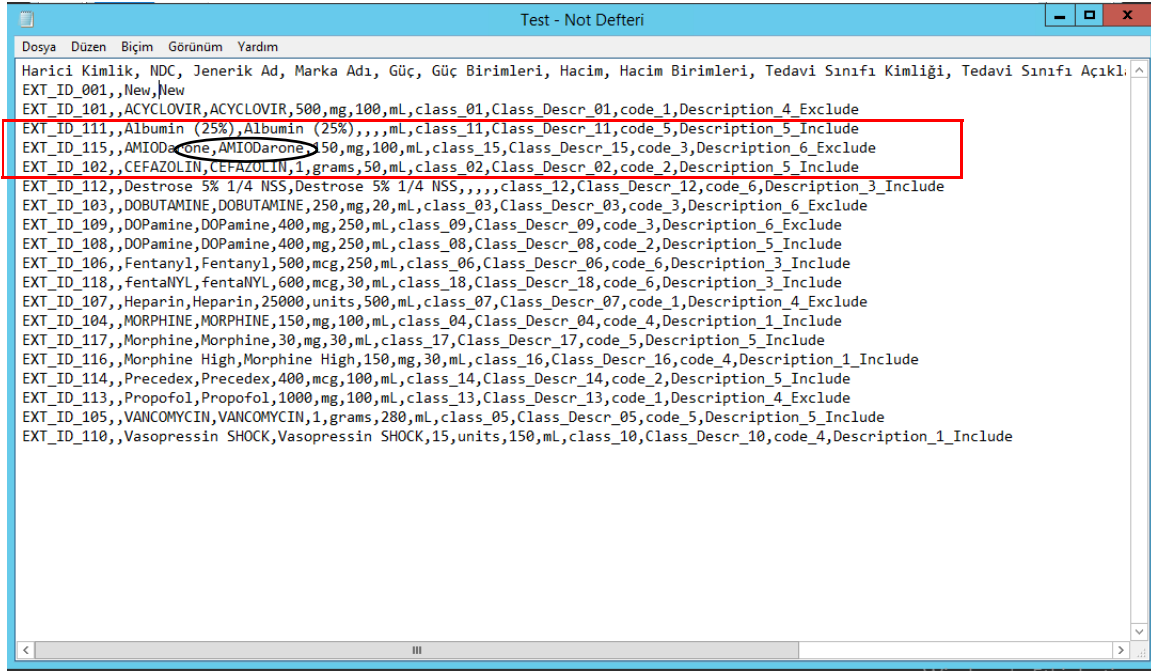 Test - Not Defteri
Dosya Düzen Biçim Görünüm Yardım
Harici Kimlik, NDC, Jenerik Ad, Marka Adı, Güç, Güç Birimleri, Hacim, Hacim Birimleri, Tedavi Sınıfı Kimliği, Tedavi Sınıfı Açıkl
EXT_ID_001,,New,New
EXT_ID_101,,ACYCLOVIR,ACYCLOVIR,500,mg,100,mL,class_01,Class_Descr_01,code_1,Description_4_Exclude
EXT_ID_111,,Albumin (25%),Albumin (25%),,,,mL,class_11,Class_Descr_11,code_5,Description_5_Include
EXT_ID_115,,AMIODarone,AMIODarone,150,mg,100,mL,class_15,Class_Descr_15,code_3,Description_6_Exclude
EXT_ID_102,,CEFAZOLIN,CEFAZOLIN,1,grams,50,mL,class_02,Class_Descr_02,code_2,Description_5_Include
EXT_ID_112,,Destrose 5% 1/4 NSS,Destrose 5% 1/4 NSS,,,,,class_12,Class_Descr_12,code_6,Description_3_Include
EXT_ID_103,,DOBUTAMINE,DOBUTAMINE,250,mg,20,mL,class_03,Class_Descr_03,code_3,Description_6_Exclude
EXT_ID_109,,DOPamine,DOPamine,400,mg,250,mL,class_09,Class_Descr_09,code_3,Description_6_Exclude
EXT_ID_108,,DOPamine,DOPamine,400,mg,250,mL,class_08,Class_Descr_08,code_2,Description_5_Include
EXT_ID_106,,Fentanyl,Fentanyl,500,mcg,250,mL,class_06,Class_Descr_06,code_6,Description_3_Include
EXT_ID_118,,fentaNYL,fentaNYL,600,mcg,30,mL,class_18,Class_Descr_18,code_6,Description_3_Include
EXT_ID_107,,Heparin,Heparin,25000,units,500,mL,class_07,Class_Descr_07,code_1,Description_4_Exclude
EXT_ID_104,,MORPHINE,MORPHINE,150,mg,100,mL,class_04,Class_Descr_04,code_4,Description_1_Include
EXT_ID_117,,Morphine,Morphine,30,mg,30,mL,class_17,Class_Descr_17,code_5,Description_5_Include
EXT_ID_116,,Morphine High,Morphine High,150,mg,30,mL,class_16,Class_Descr_16,code_4,Description_1_Include
EXT_ID_114,,Precedex,Precedex,400,mcg,100,mL,class_14,Class_Descr_14,code_2,Description_5_Include
EXT_ID_113,,Propofol,Propofol,1000,mg,100,mL,class_13,Class_Descr_13,code_1,Description_4_Exclude
EXT_ID_105,,VANCOMYCIN,VANCOMYCIN,1,grams,280,mL,class_05,Class_Descr_05,code_5,Description_5_Include
EXT_ID_110,,Vasopressin SHOCK,Vasopressin SHOCK,15,units,150,mL,class_10,Class_Descr_10,code_4,Description_1_Include